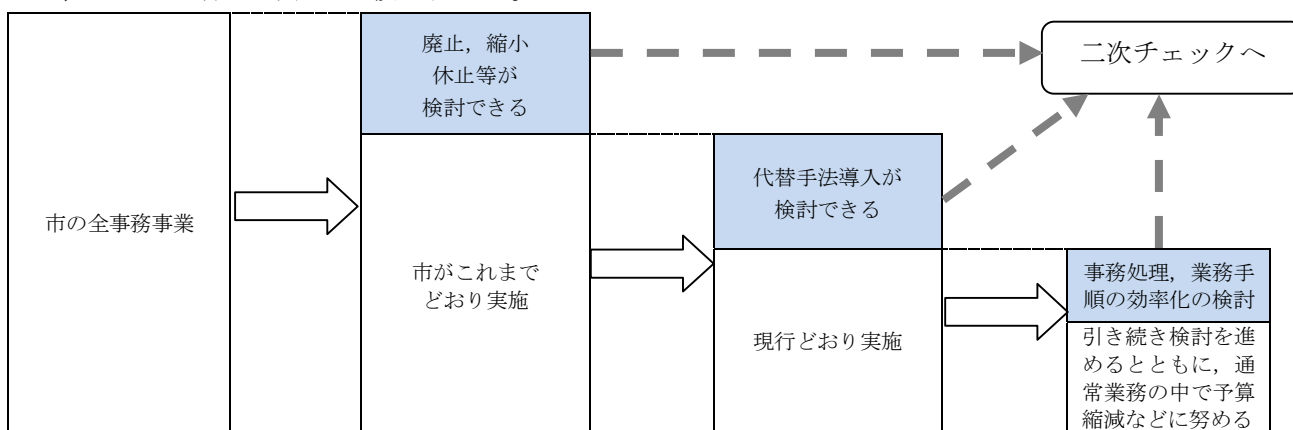 廃止，縮小
休止等が
検討できる
二次チェックへ
代替手法導入が
検討できる
市の全事務事業
市がこれまで
どおり実施
事務処理，業務手
順の効率化の検討
現行どおり実施
引き続き検討を進
めるとともに，通
常業務の中で予算
縮減などに努める